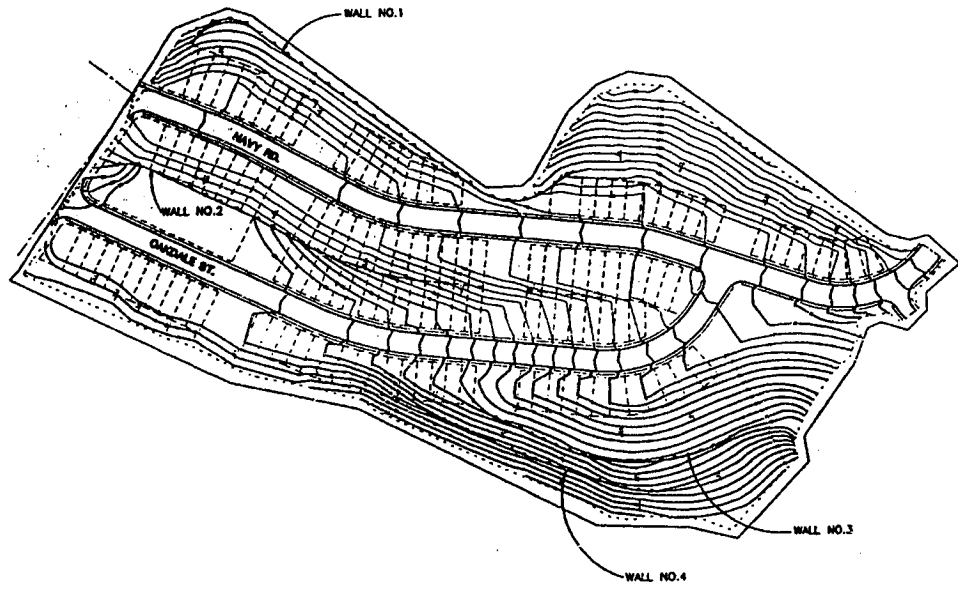 WALL NO.1
NAVY RD.
WALL NO.2
OAKDALE ST.
WALL NO.3
WALL NO.4